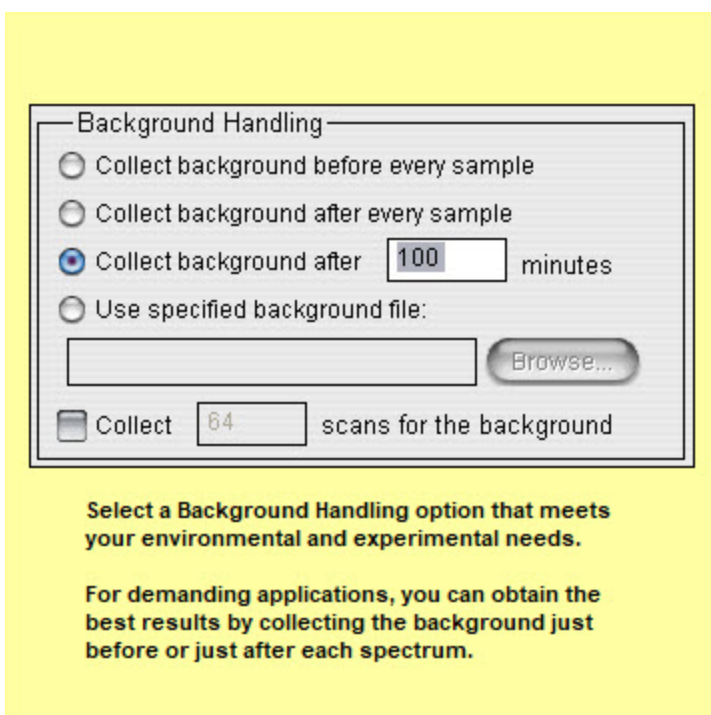 Background Handling
Collect background before every sample
Collect background after every sample
Collect background after 100 minutes
Use specified background file:
Browse...
Collect 64 scans for the background
Select a Background Handling option that meets
your environmental and experimental needs.
For demanding applications, you can obtain the
best results by collecting the background just
before or just after each spectrum.